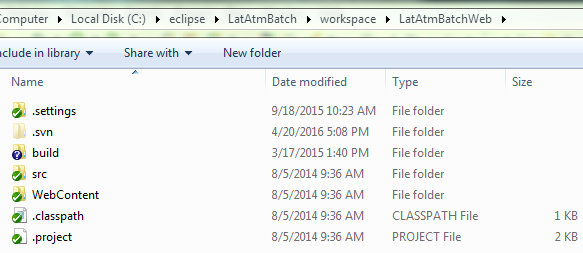 Computer ▸ Local Disk (C:) ▸ eclipse ▸ LatAtmBatch ▸ workspace ▸ LatAtmBatchWeb ▸
nclude in library ▾ Share with ▾ New folder
Name Date modified Type Size
.settings 9/18/2015 10:23 AM File folder
.svn 4/20/2016 5:08 PM File folder
build 3/17/2015 1:40 PM File folder
src 8/5/2014 9:36 AM File folder
WebContent 8/5/2014 9:36 AM File folder
.classpath 8/5/2014 9:36 AM CLASSPATH File 1 KB
.project 8/5/2014 9:36 AM PROJECT File 2 KB